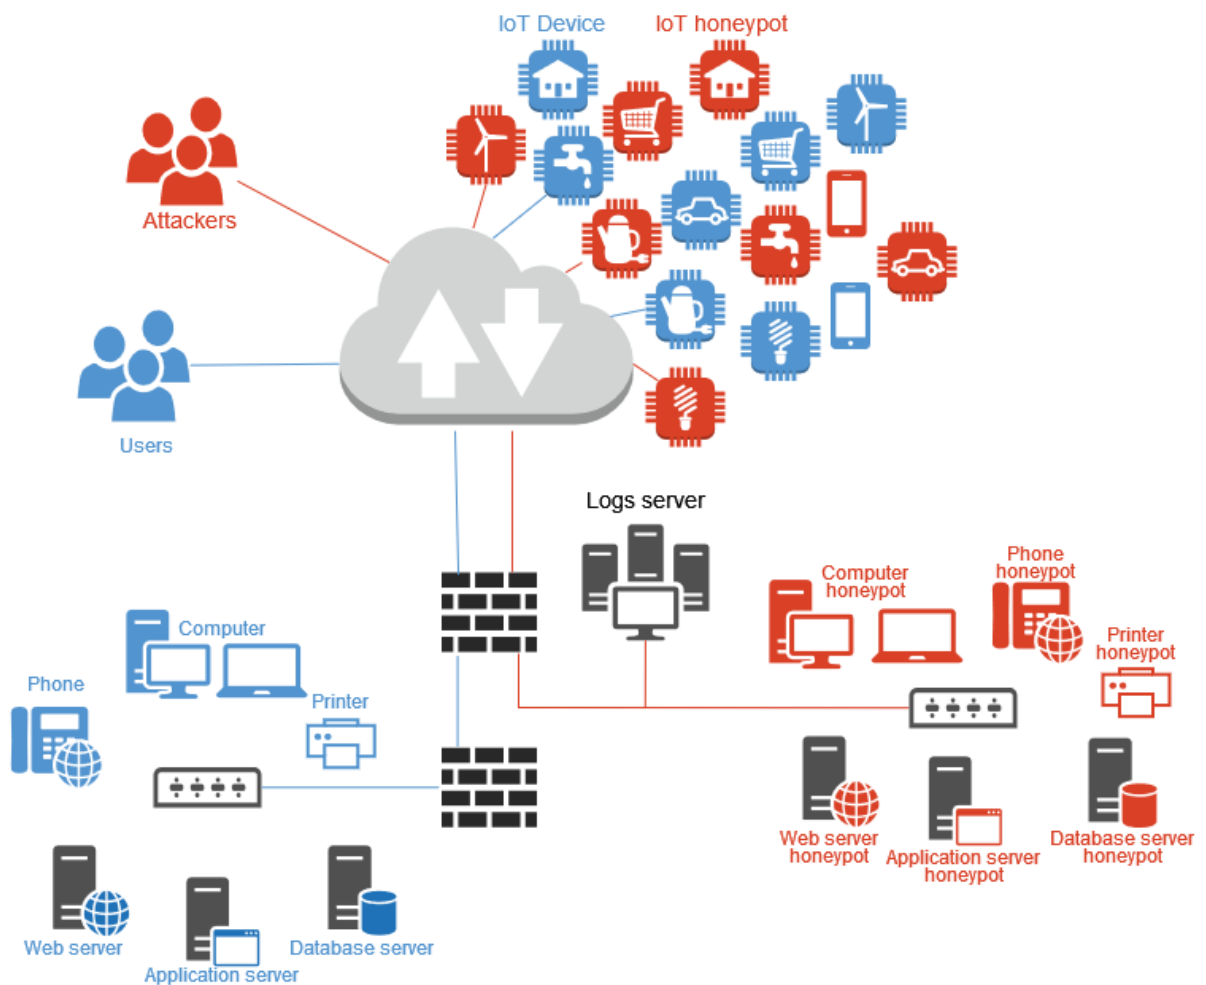 IoT Device
IoT honeypot
Attackers
Users
Logs server
Phone
honeypot
Computer
honeypot
Printer
honeypot
Computer
Phone
Printer
Web server
honeypot
Application server
honeypot
Database server
honeypot
Web server
Application server
Database server